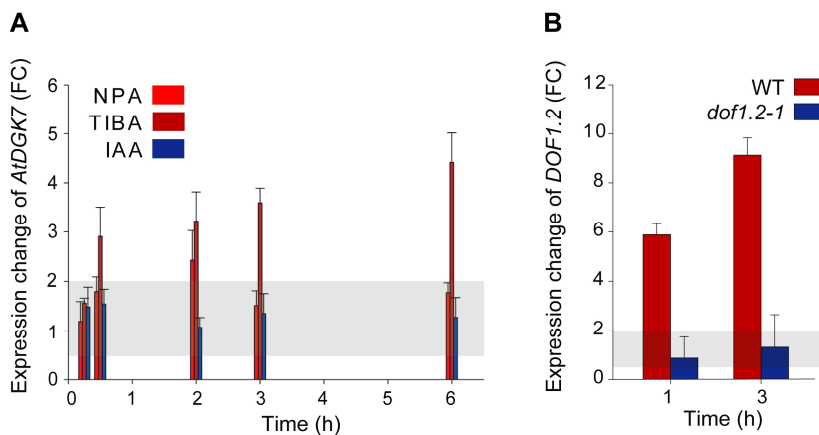 A
Expression change of AtDGK7 (FC)
6
5
4
3
2
1
0
NPA
TIBA
IAA
0 1 2 3 4 5 6
Time (h)
B
Expression change of DOF1.2 (FC)
12
10
8
6
4
2
0
WT
dof1.2-1
1 3
Time (h)